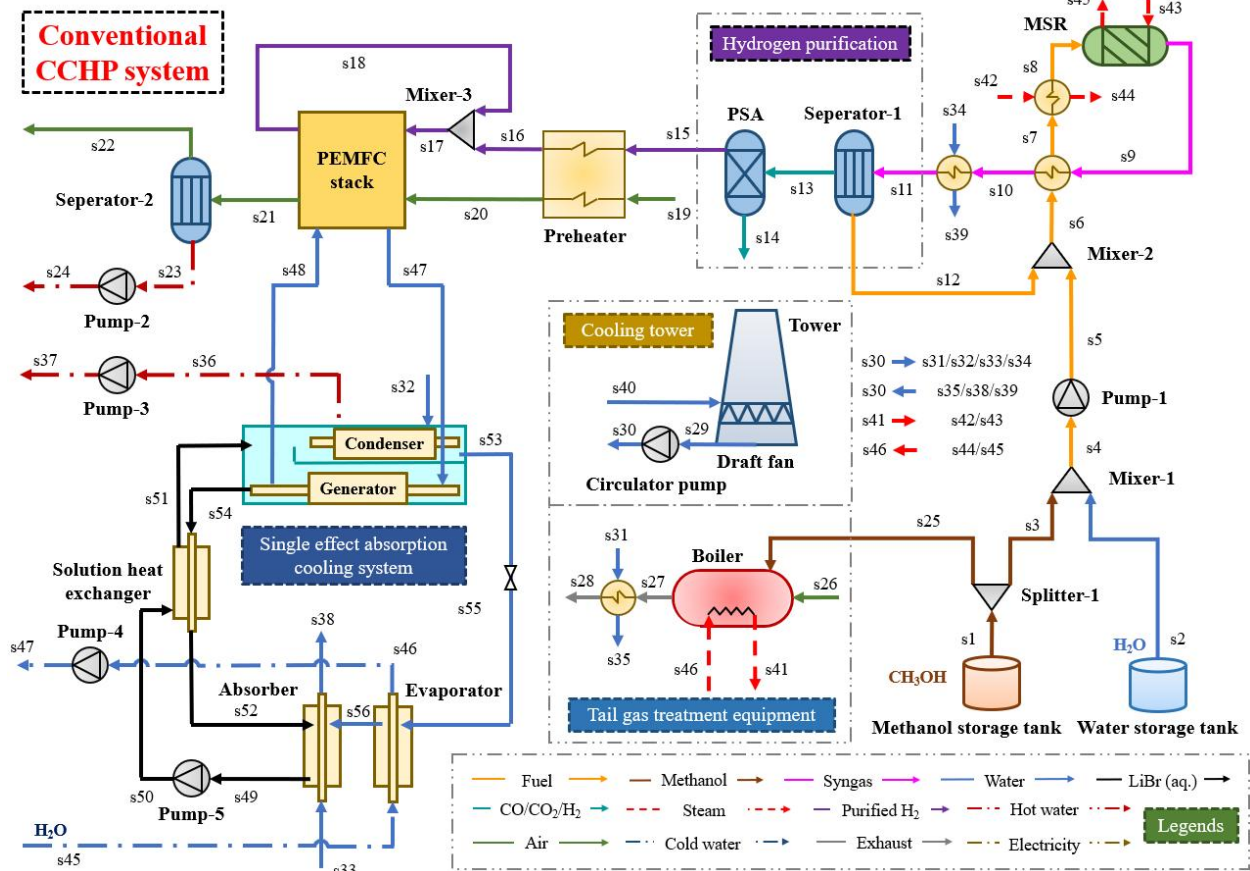 Conventional
CCHP system
s18
Mixer-3
Hydrogen purification
MSR
s45
s43
s8
s42
s44
s34
s7
s9
s22
PEMFC
stack
s17
s16
s15
PSA
Seperator-1
s11
s10
s13
Seperator-2
s21
s20
s19
Preheater
s14
s39
s6
Mixer-2
s12
s24
s23
Pump-2
s48
s47
s5
Cooling tower
Tower
s30
s31/s32/s33/s34
s30
s35/s38/s39
s41
s42/s43
s46
s44/s45
s37
s36
Pump-3
s32
s40
s30
s29
Draft fan
Circulator pump
Pump-1
s4
Mixer-1
Condenser
s53
Generator
s51
s54
Single effect absorption
cooling system
Solution heat
exchanger
s55
s31
Boiler
s25
s3
s28
s27
s26
s35
Splitter-1
s1
s2
H₂O
CH₃OH
Methanol storage tank
Water storage tank
s46
s41
Tail gas treatment equipment
Pump-4
s47
s38
s46
Absorber
Evaporator
s52
s56
s50
s49
Pump-5
H₂O
s45
s33
Fuel
Methanol
Syngas
Water
LiBr (aq.)
CO/CO₂/H₂
Steam
Purified H₂
Hot water
Air
Cold water
Exhaust
Electricity
Legends